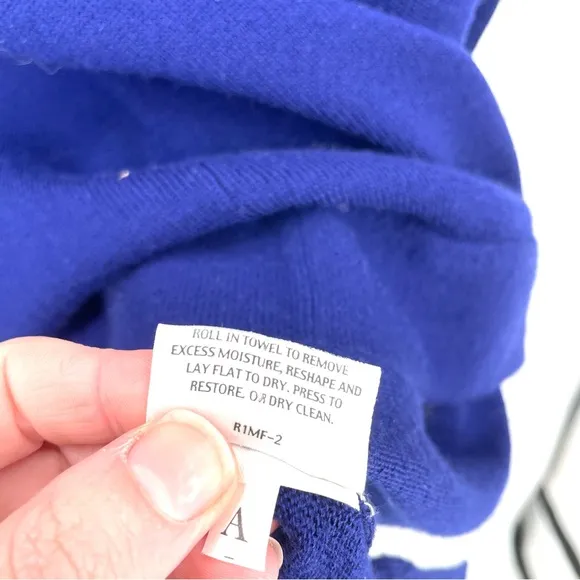 ROLL IN TOWEL TO REMOVE
EXCESS MOISTURE, RESHAPE AND
LAY FLAT TO DRY. PRESS TO
RESTORE. OR DRY CLEAN.
R1MF-2
A